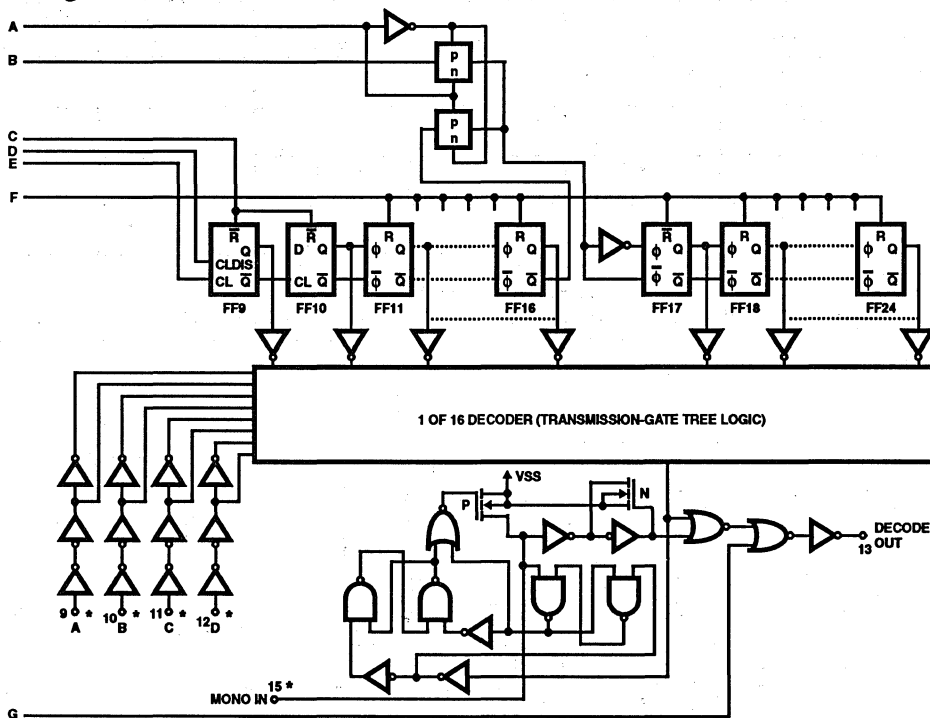 A
B
p
n
p
n
C
D
E
F
R̅
Q
CLDIS
CL Q̅
FF9
R̅
D Q
CL Q̅
FF10
R
ϕ Q
ϕ̅ Q̅
FF11
R
ϕ Q
ϕ̅ Q̅
FF16
R̅
ϕ Q
ϕ̅ Q̅
FF17
R
ϕ Q
ϕ̅ Q̅
FF18
R
ϕ Q
ϕ̅ Q̅
FF24
1 OF 16 DECODER (TRANSMISSION-GATE TREE LOGIC)
VSS
P
N
DECODE
OUT
13
9 *
A
10 *
B
11 *
C
12 *
D
15 *
MONO IN
G